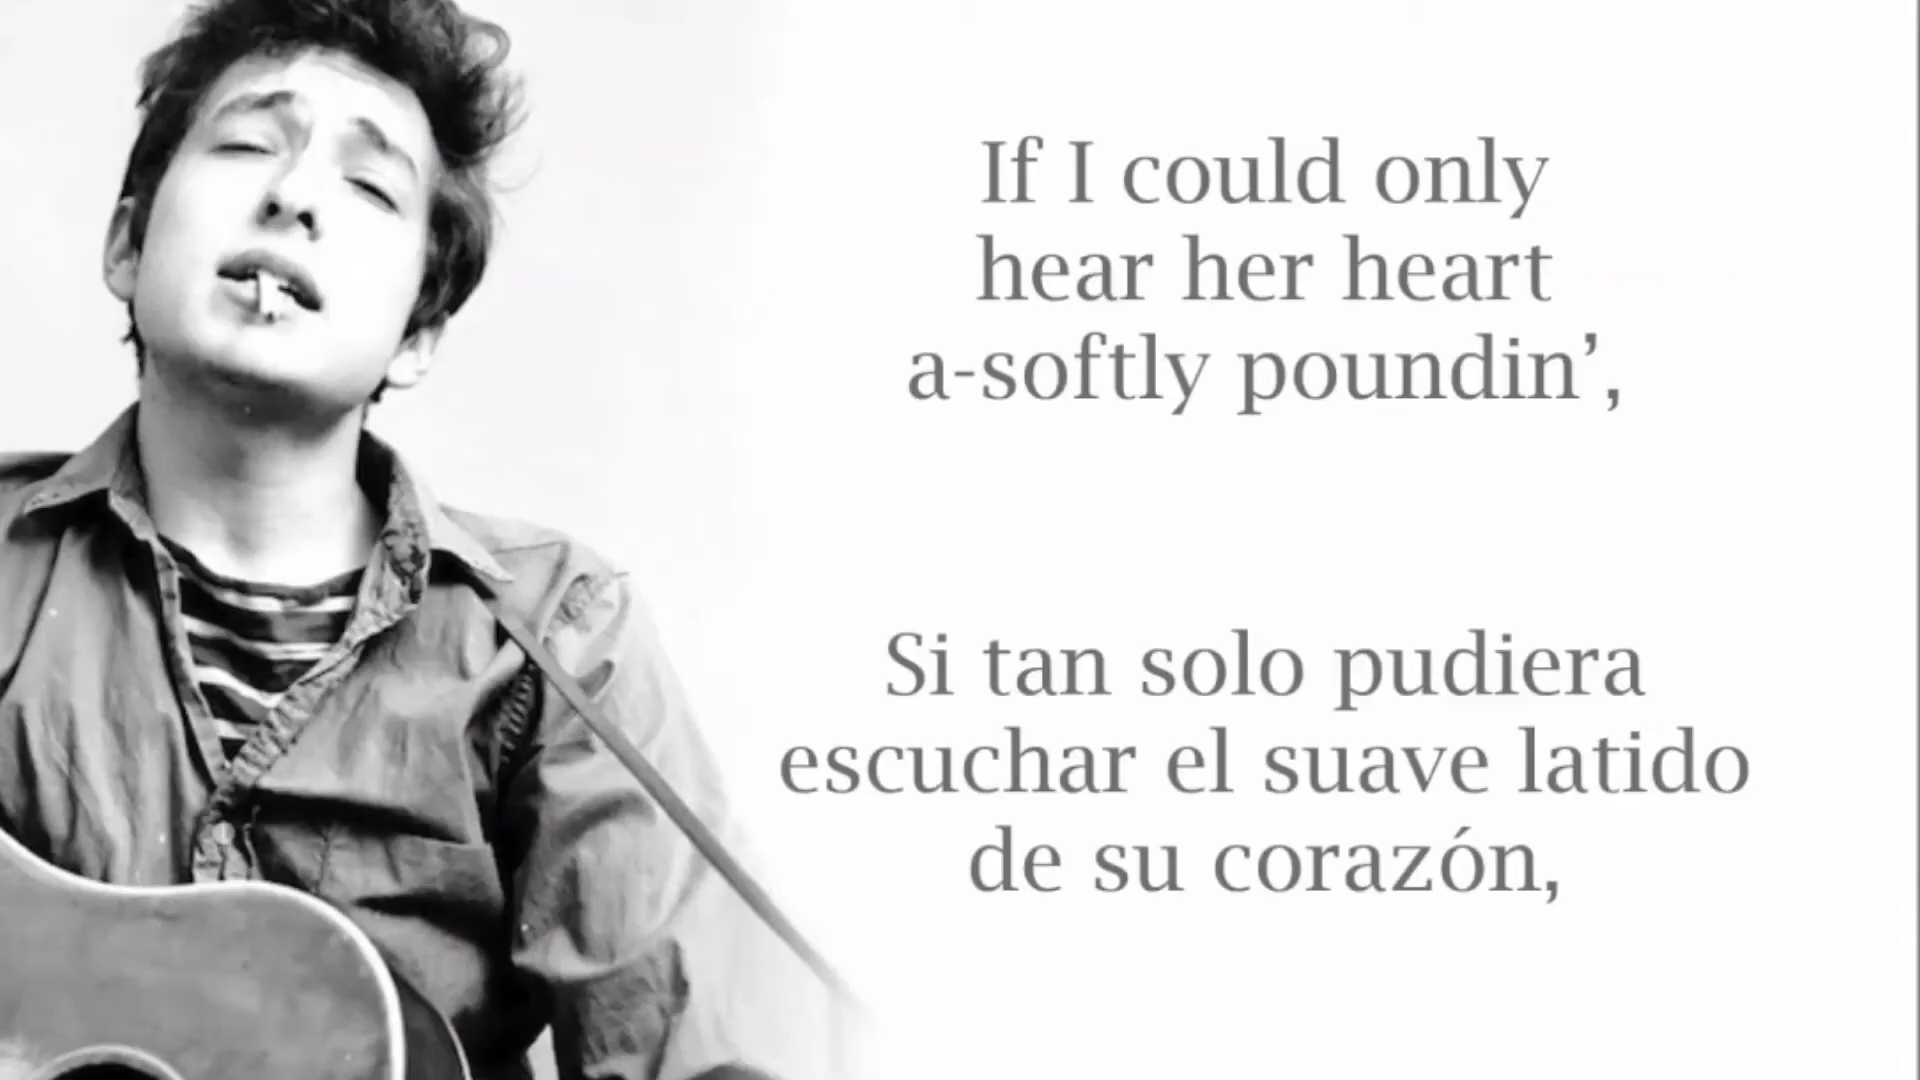 If I could only
hear her heart
a-softly poundin’,
Si tan solo pudiera
escuchar el suave latido
de su corazón,